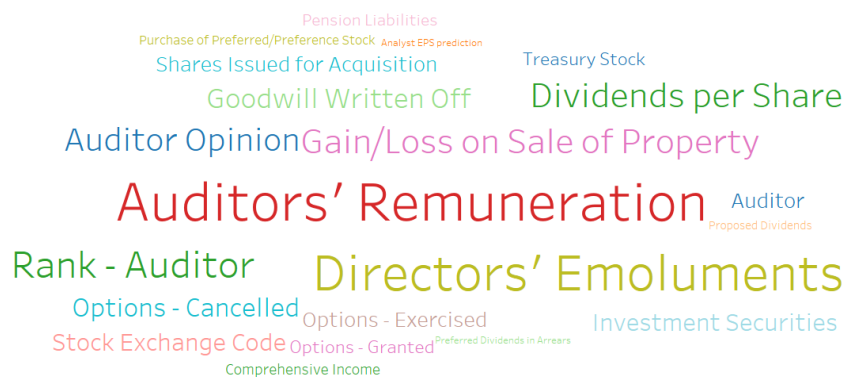 Pension Liabilities
Purchase of Preferred/Preference Stock
Analyst EPS prediction
Shares Issued for Acquisition
Treasury Stock
Goodwill Written Off
Dividends per Share
Auditor Opinion
Gain/Loss on Sale of Property
Auditors’ Remuneration
Auditor
Proposed Dividends
Rank - Auditor
Directors’ Emoluments
Options - Cancelled
Options - Exercised
Investment Securities
Stock Exchange Code
Options - Granted
Preferred Dividends in Arrears
Comprehensive Income